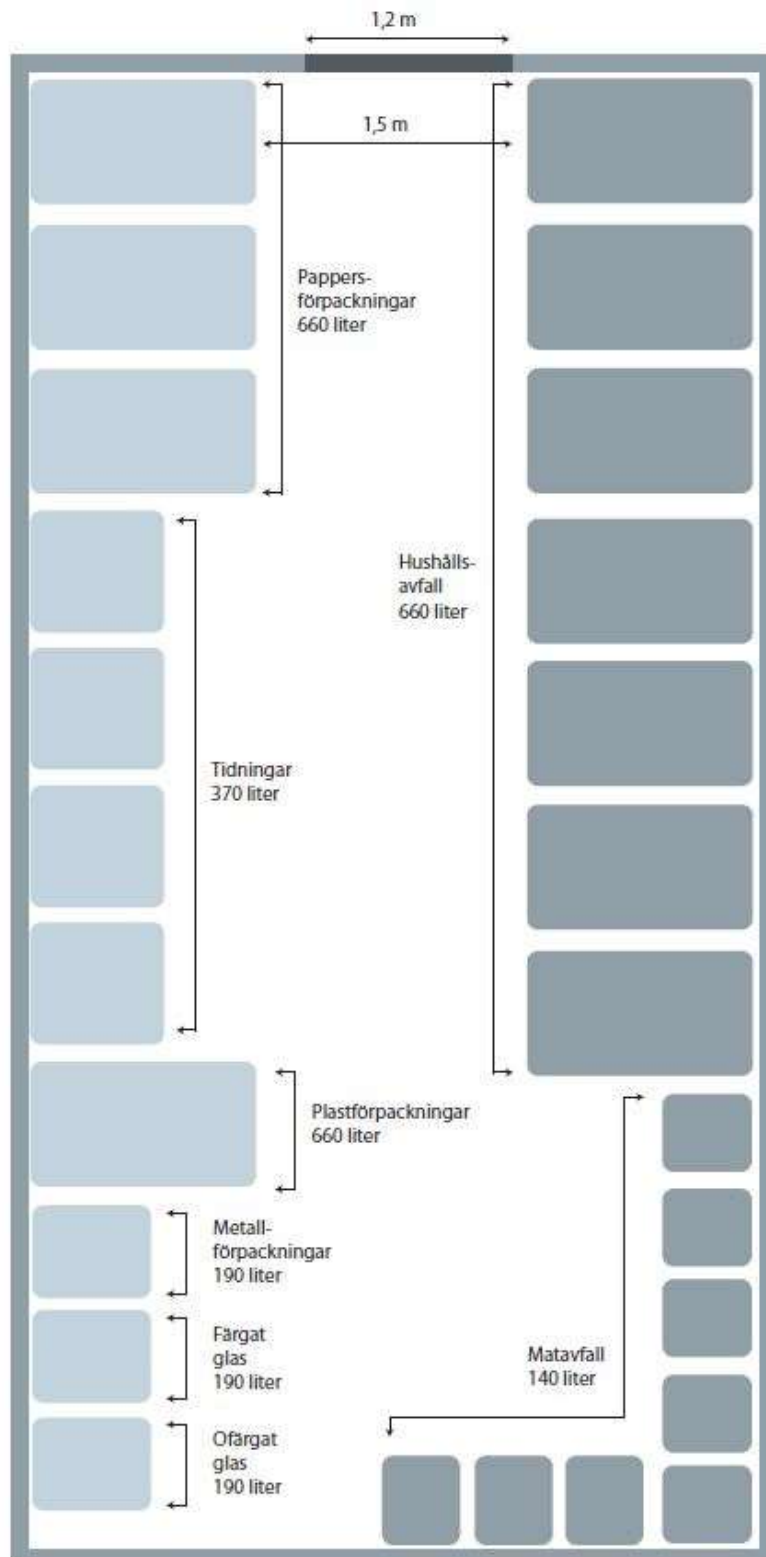 1,2 m
1,5 m
Pappers-
förpackningar
660 liter
Hushålls-
avfall
660 liter
Tidningar
370 liter
Plastförpackningar
660 liter
Metall-
förpackningar
190 liter
Färgat
glas
190 liter
Matavfall
140 liter
Ofärgat
glas
190 liter